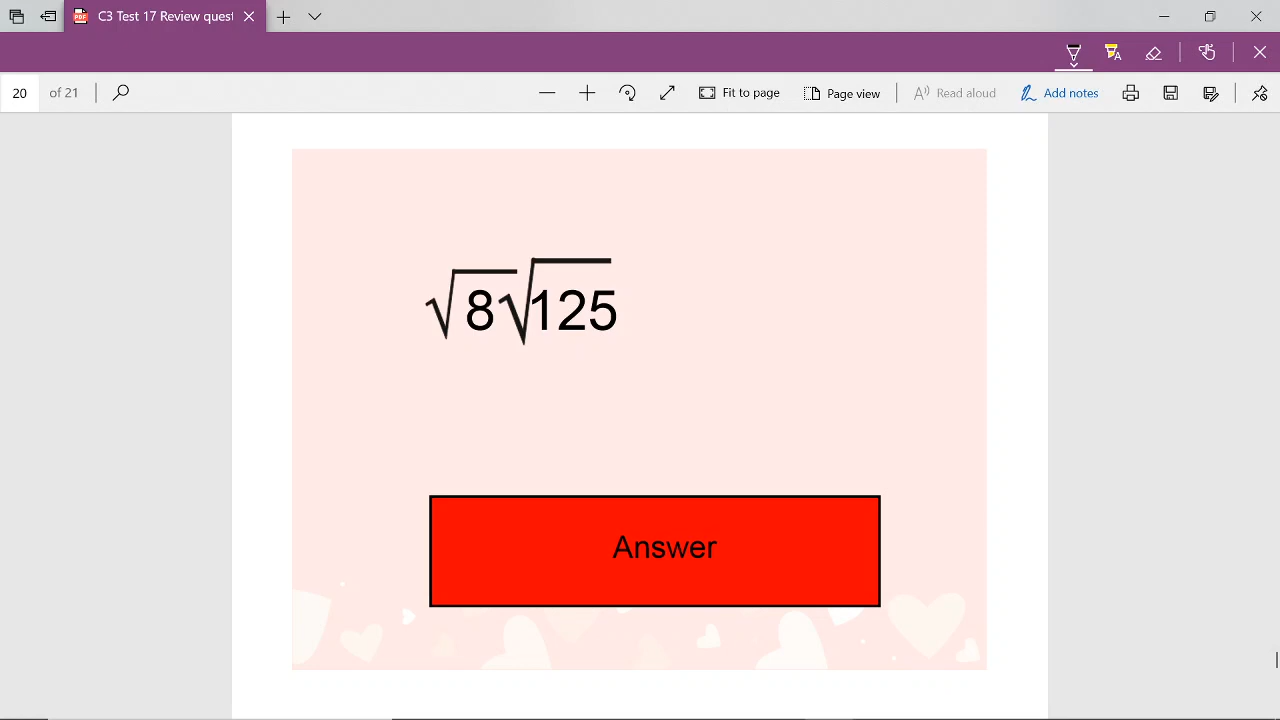 C3 Test 17 Review quest
20 of 21 Fit to page Page view Read aloud Add notes
√8√125
Answer